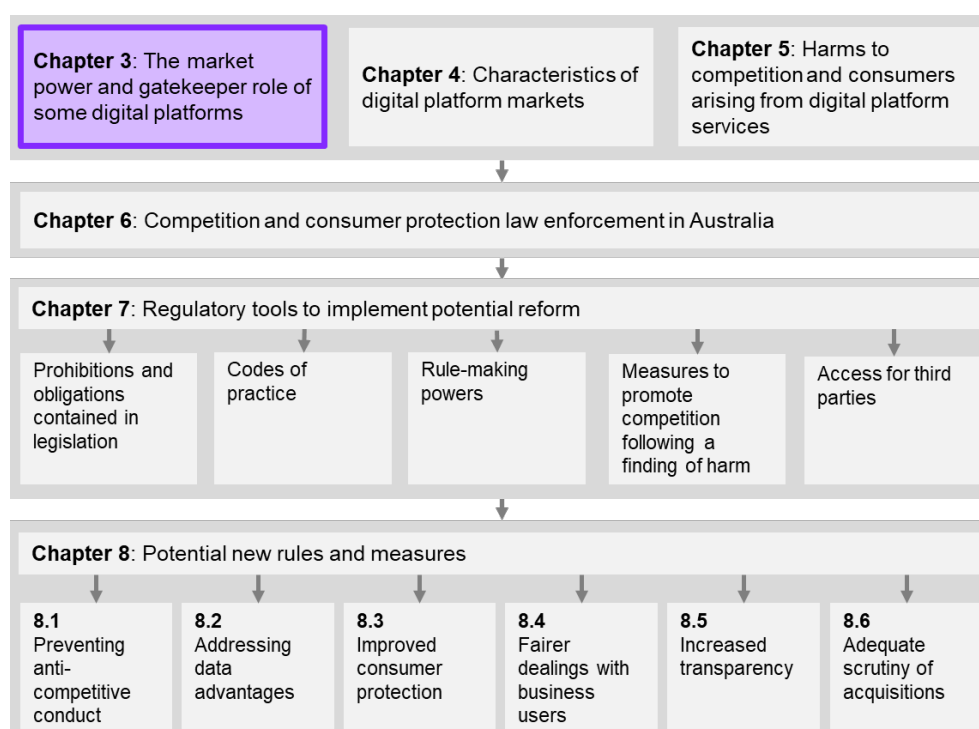 Chapter 3: The market
power and gatekeeper role of
some digital platforms
Chapter 4: Characteristics of
digital platform markets
Chapter 5: Harms to
competition and consumers
arising from digital platform
services
Chapter 6: Competition and consumer protection law enforcement in Australia
Chapter 7: Regulatory tools to implement potential reform
Prohibitions and
obligations
contained in
legislation
Codes of
practice
Rule-making
powers
Measures to
promote
competition
following a
finding of harm
Access for third
parties
Chapter 8: Potential new rules and measures
8.1
Preventing
anti-
competitive
conduct
8.2
Addressing
data
advantages
8.3
Improved
consumer
protection
8.4
Fairer
dealings with
business
users
8.5
Increased
transparency
8.6
Adequate
scrutiny of
acquisitions